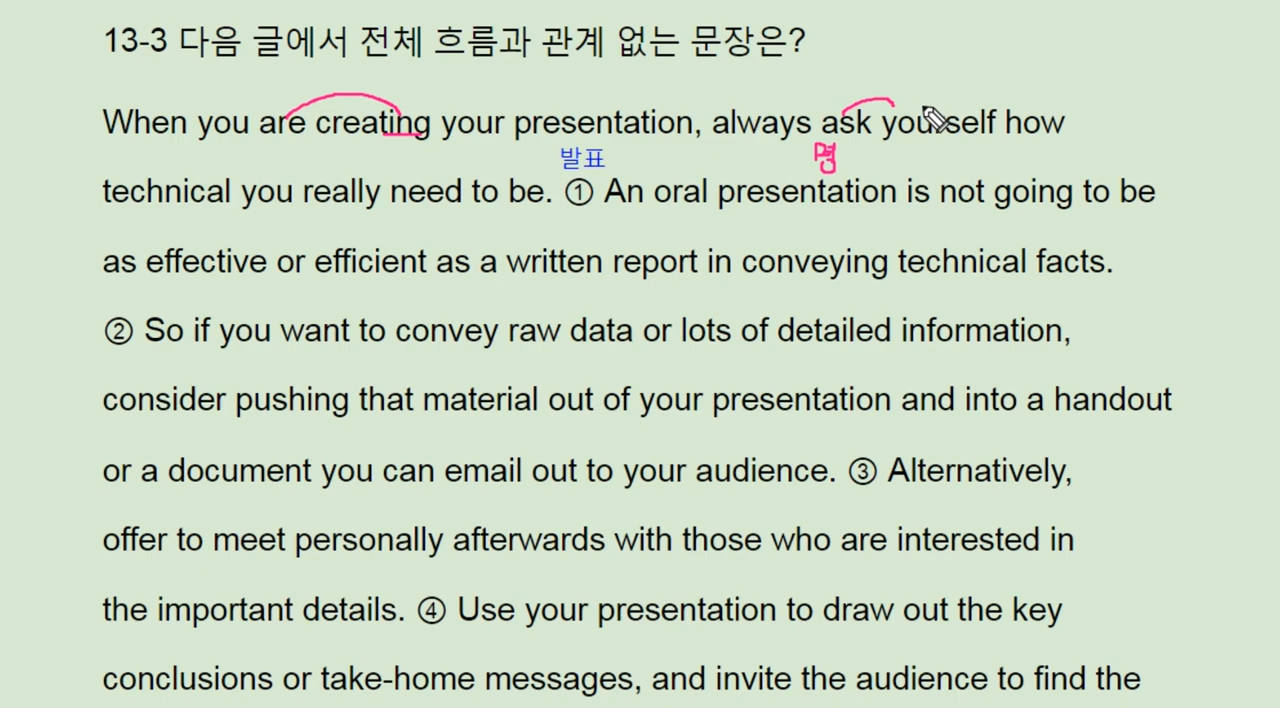 13-3 다음 글에서 전체 흐름과 관계 없는 문장은?
When you are creating your presentation, always ask yourself how
발표 명
technical you really need to be. ① An oral presentation is not going to be
as effective or efficient as a written report in conveying technical facts.
② So if you want to convey raw data or lots of detailed information,
consider pushing that material out of your presentation and into a handout
or a document you can email out to your audience. ③ Alternatively,
offer to meet personally afterwards with those who are interested in
the important details. ④ Use your presentation to draw out the key
conclusions or take-home messages, and invite the audience to find the